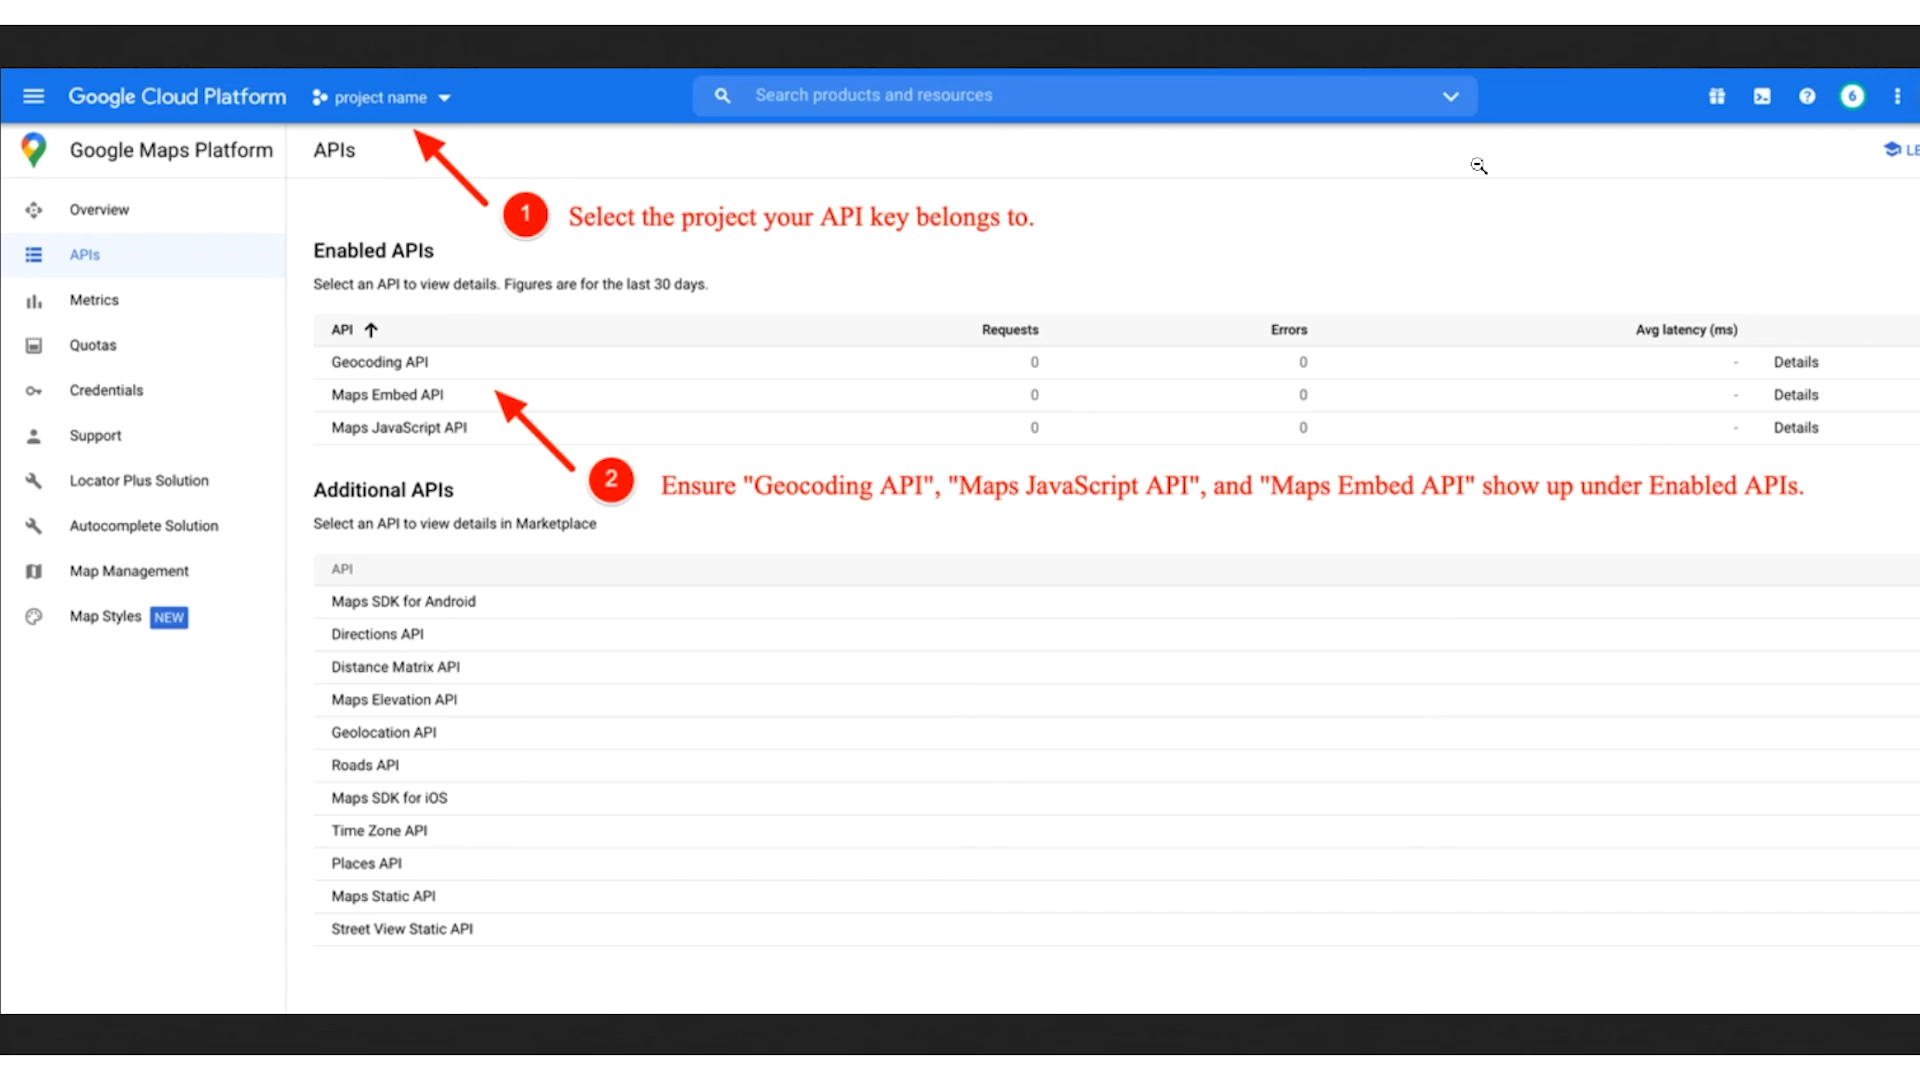 Google Cloud Platform project name Search products and resources 6
Google Maps Platform APIs LE
Overview
APIs
Metrics
Quotas
Credentials
Support
Locator Plus Solution
Autocomplete Solution
Map Management
Map Styles NEW
1 Select the project your API key belongs to.
Enabled APIs
Select an API to view details. Figures are for the last 30 days.
API Requests Errors Avg latency (ms)
Geocoding API 0 0 - Details
Maps Embed API 0 0 - Details
Maps JavaScript API 0 0 - Details
2 Ensure "Geocoding API", "Maps JavaScript API", and "Maps Embed API" show up under Enabled APIs.
Additional APIs
Select an API to view details in Marketplace
API
Maps SDK for Android
Directions API
Distance Matrix API
Maps Elevation API
Geolocation API
Roads API
Maps SDK for iOS
Time Zone API
Places API
Maps Static API
Street View Static API